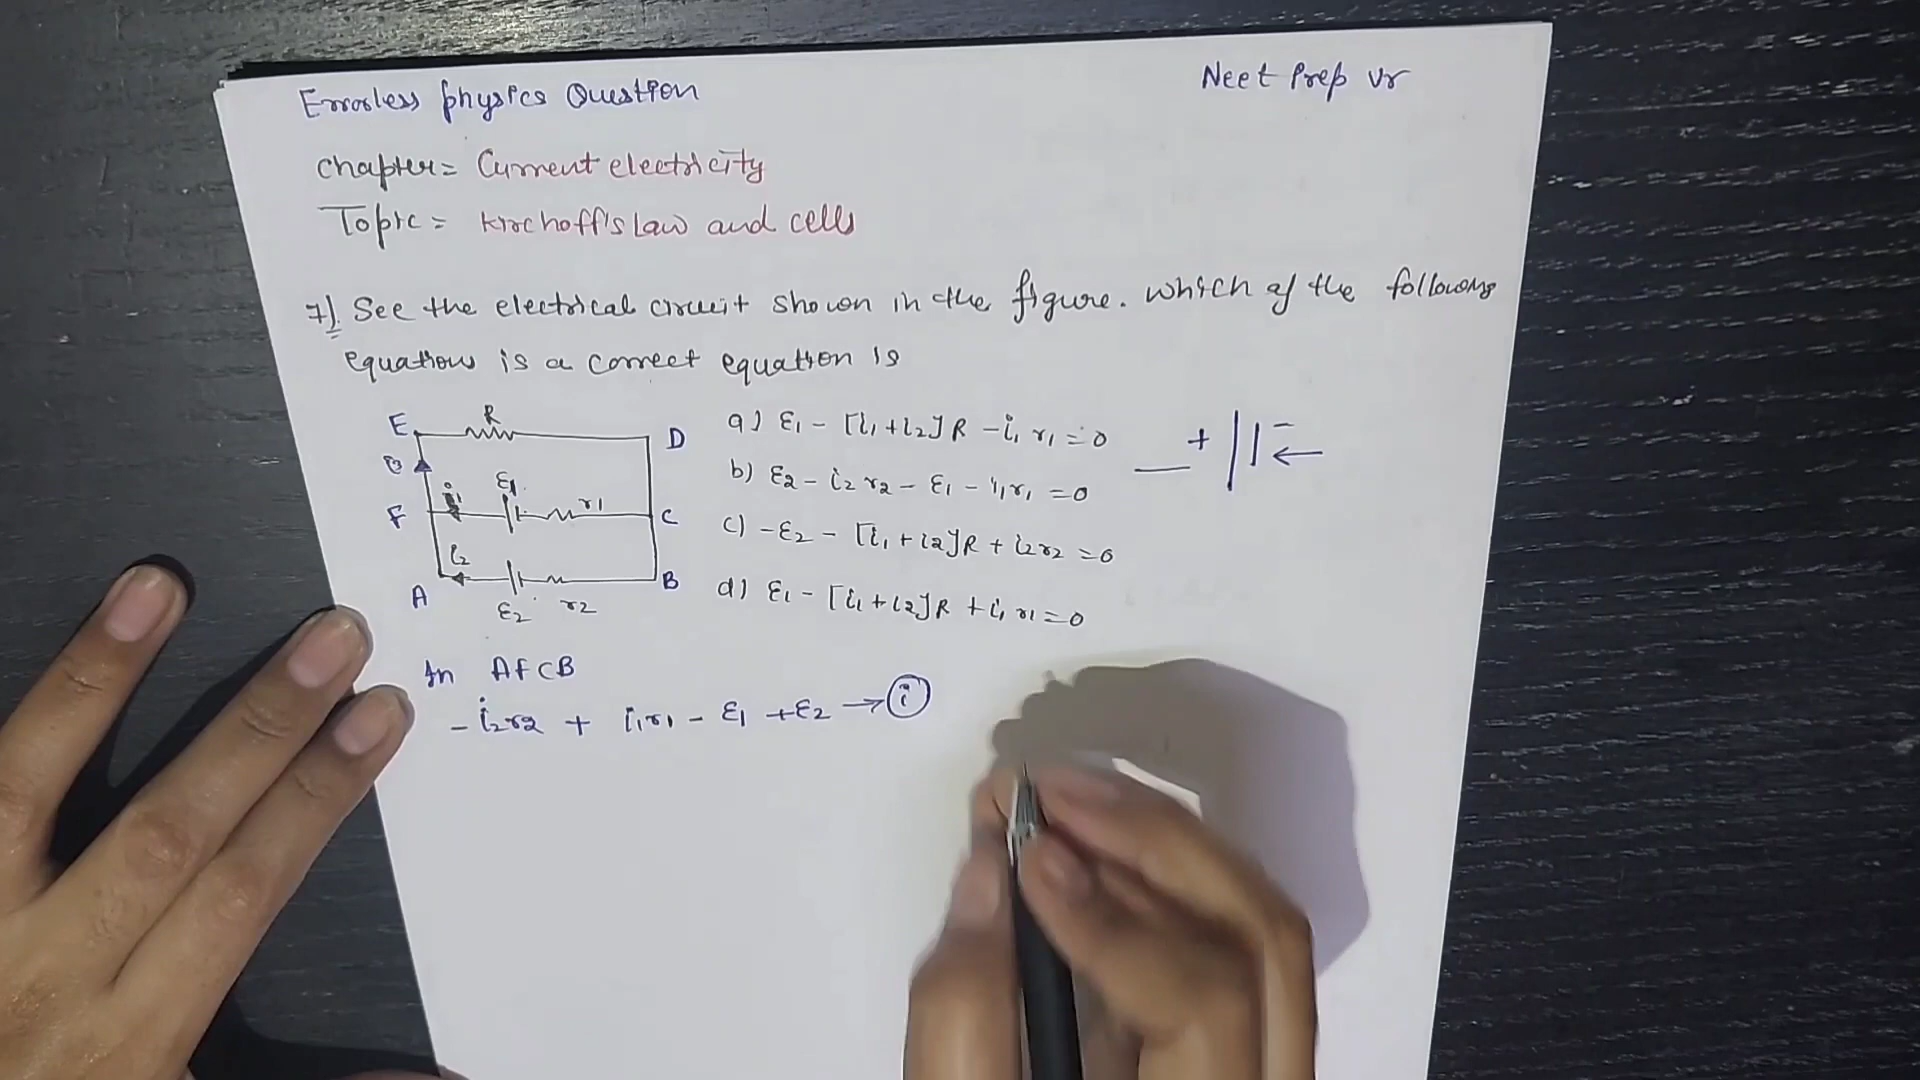 Errorless physics Question
Neet Prep Vr
Chapter = Current electricity
Topic = Kirchoff's Law and cells
7) See the electrical circuit shown in the figure. which of the following
equations is a correct equation is
E R D
i1 ε1 r1
F C
i2
A B
ε2 r2
a) ε1 - [i1 + i2] R - i1 r1 = 0
b) ε2 - i2 r2 - ε1 - i1 r1 = 0
c) -ε2 - [i1 + i2] R + i2 r2 = 0
d) ε1 - [i1 + i2] R + i1 r1 = 0
+ -
In AFCB
- i2r2 + i1r1 - ε1 + ε2 → (i)